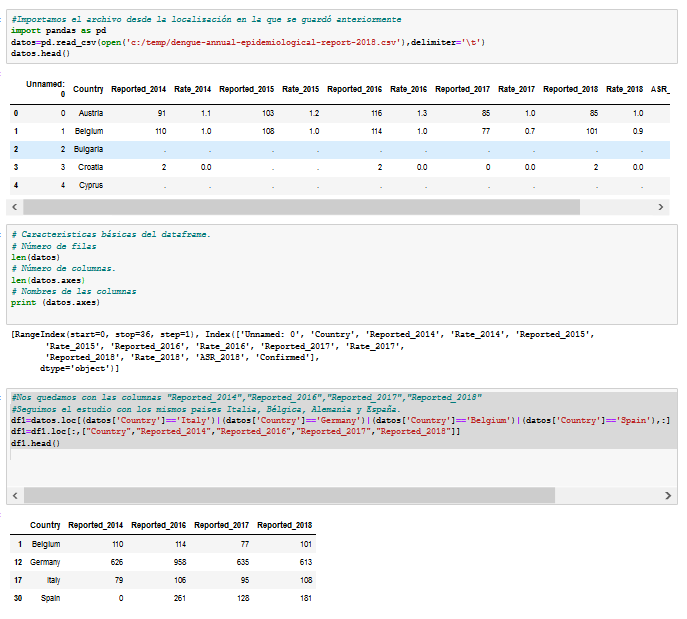 #Importamos el archivo desde la localización en la que se guardó anteriormente
import pandas as pd
datos=pd.read_csv(open('c:/temp/dengue-annual-epidemiological-report-2018.csv'),delimiter='\t')
datos.head()
Unnamed: 0 Country Reported_2014 Rate_2014 Reported_2015 Rate_2015 Reported_2016 Rate_2016 Reported_2017 Rate_2017 Reported_2018 Rate_2018 ASR_
0 0 Austria 91 1.1 103 1.2 116 1.3 85 1.0 85 1.0
1 1 Belgium 110 1.0 108 1.0 114 1.0 77 0.7 101 0.9
2 2 Bulgaria . . . . . . . . . .
3 3 Croatia 2 0.0 . . 2 0.0 0 0.0 2 0.0
4 4 Cyprus . . . . . . . . . .
# Características básicas del dataframe.
# Número de filas
len(datos)
# Número de columnas.
len(datos.axes)
# Nombres de las columnas
print (datos.axes)
[RangeIndex(start=0, stop=36, step=1), Index(['Unnamed: 0', 'Country', 'Reported_2014', 'Rate_2014', 'Reported_2015',
'Rate_2015', 'Reported_2016', 'Rate_2016', 'Reported_2017', 'Rate_2017',
'Reported_2018', 'Rate_2018', 'ASR_2018', 'Confirmed'],
dtype='object')]
#Nos quedamos con las columnas "Reported_2014","Reported_2016","Reported_2017","Reported_2018"
#Seguimos el estudio con los mismos paises Italia, Bélgica, Alemania y España.
df1=datos.loc[(datos['Country']=='Italy')|(datos['Country']=='Germany')|(datos['Country']=='Belgium')|(datos['Country']=='Spain'),:]
df1=df1.loc[:,["Country","Reported_2014","Reported_2016","Reported_2017","Reported_2018"]]
df1.head()
Country Reported_2014 Reported_2016 Reported_2017 Reported_2018
1 Belgium 110 114 77 101
12 Germany 626 958 635 613
17 Italy 79 106 95 108
30 Spain 0 261 128 181